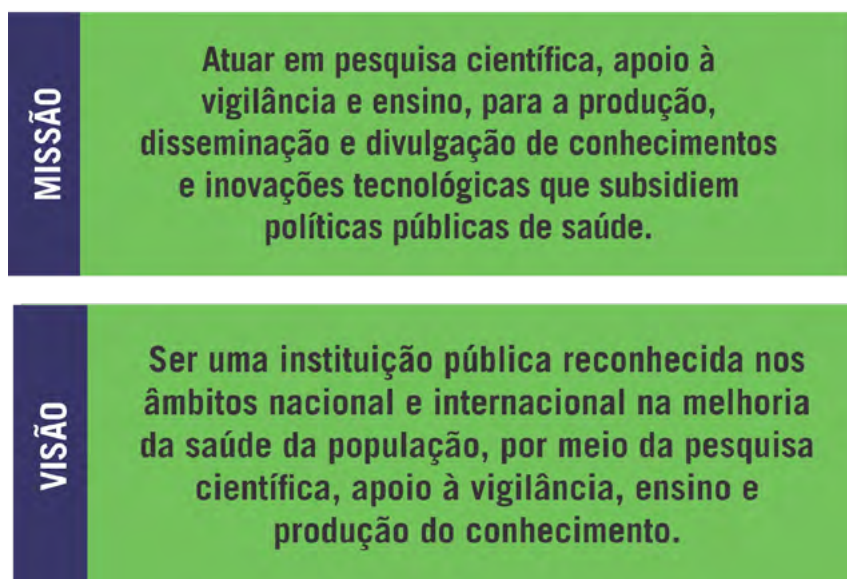 MISSÃO
Atuar em pesquisa científica, apoio à
vigilância e ensino, para a produção,
disseminação e divulgação de conhecimentos
e inovações tecnológicas que subsidiem
políticas públicas de saúde.
VISÃO
Ser uma instituição pública reconhecida nos
âmbitos nacional e internacional na melhoria
da saúde da população, por meio da pesquisa
científica, apoio à vigilância, ensino e
produção do conhecimento.